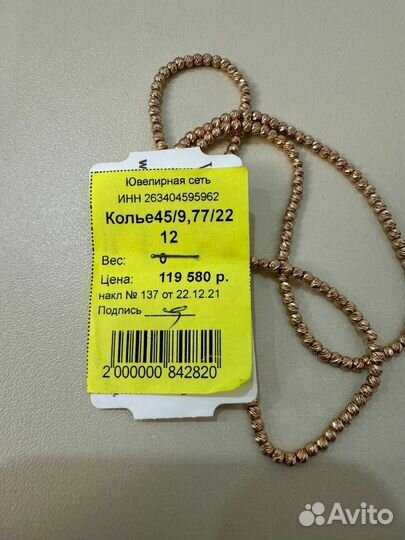 Ювелирная сеть
ИНН 263404595962
Колье45/9,77/22
12
Вес:
Цена: 119 580 р.
накл № 137 от 22.12.21
Подпись
2 000000 842820
Avito